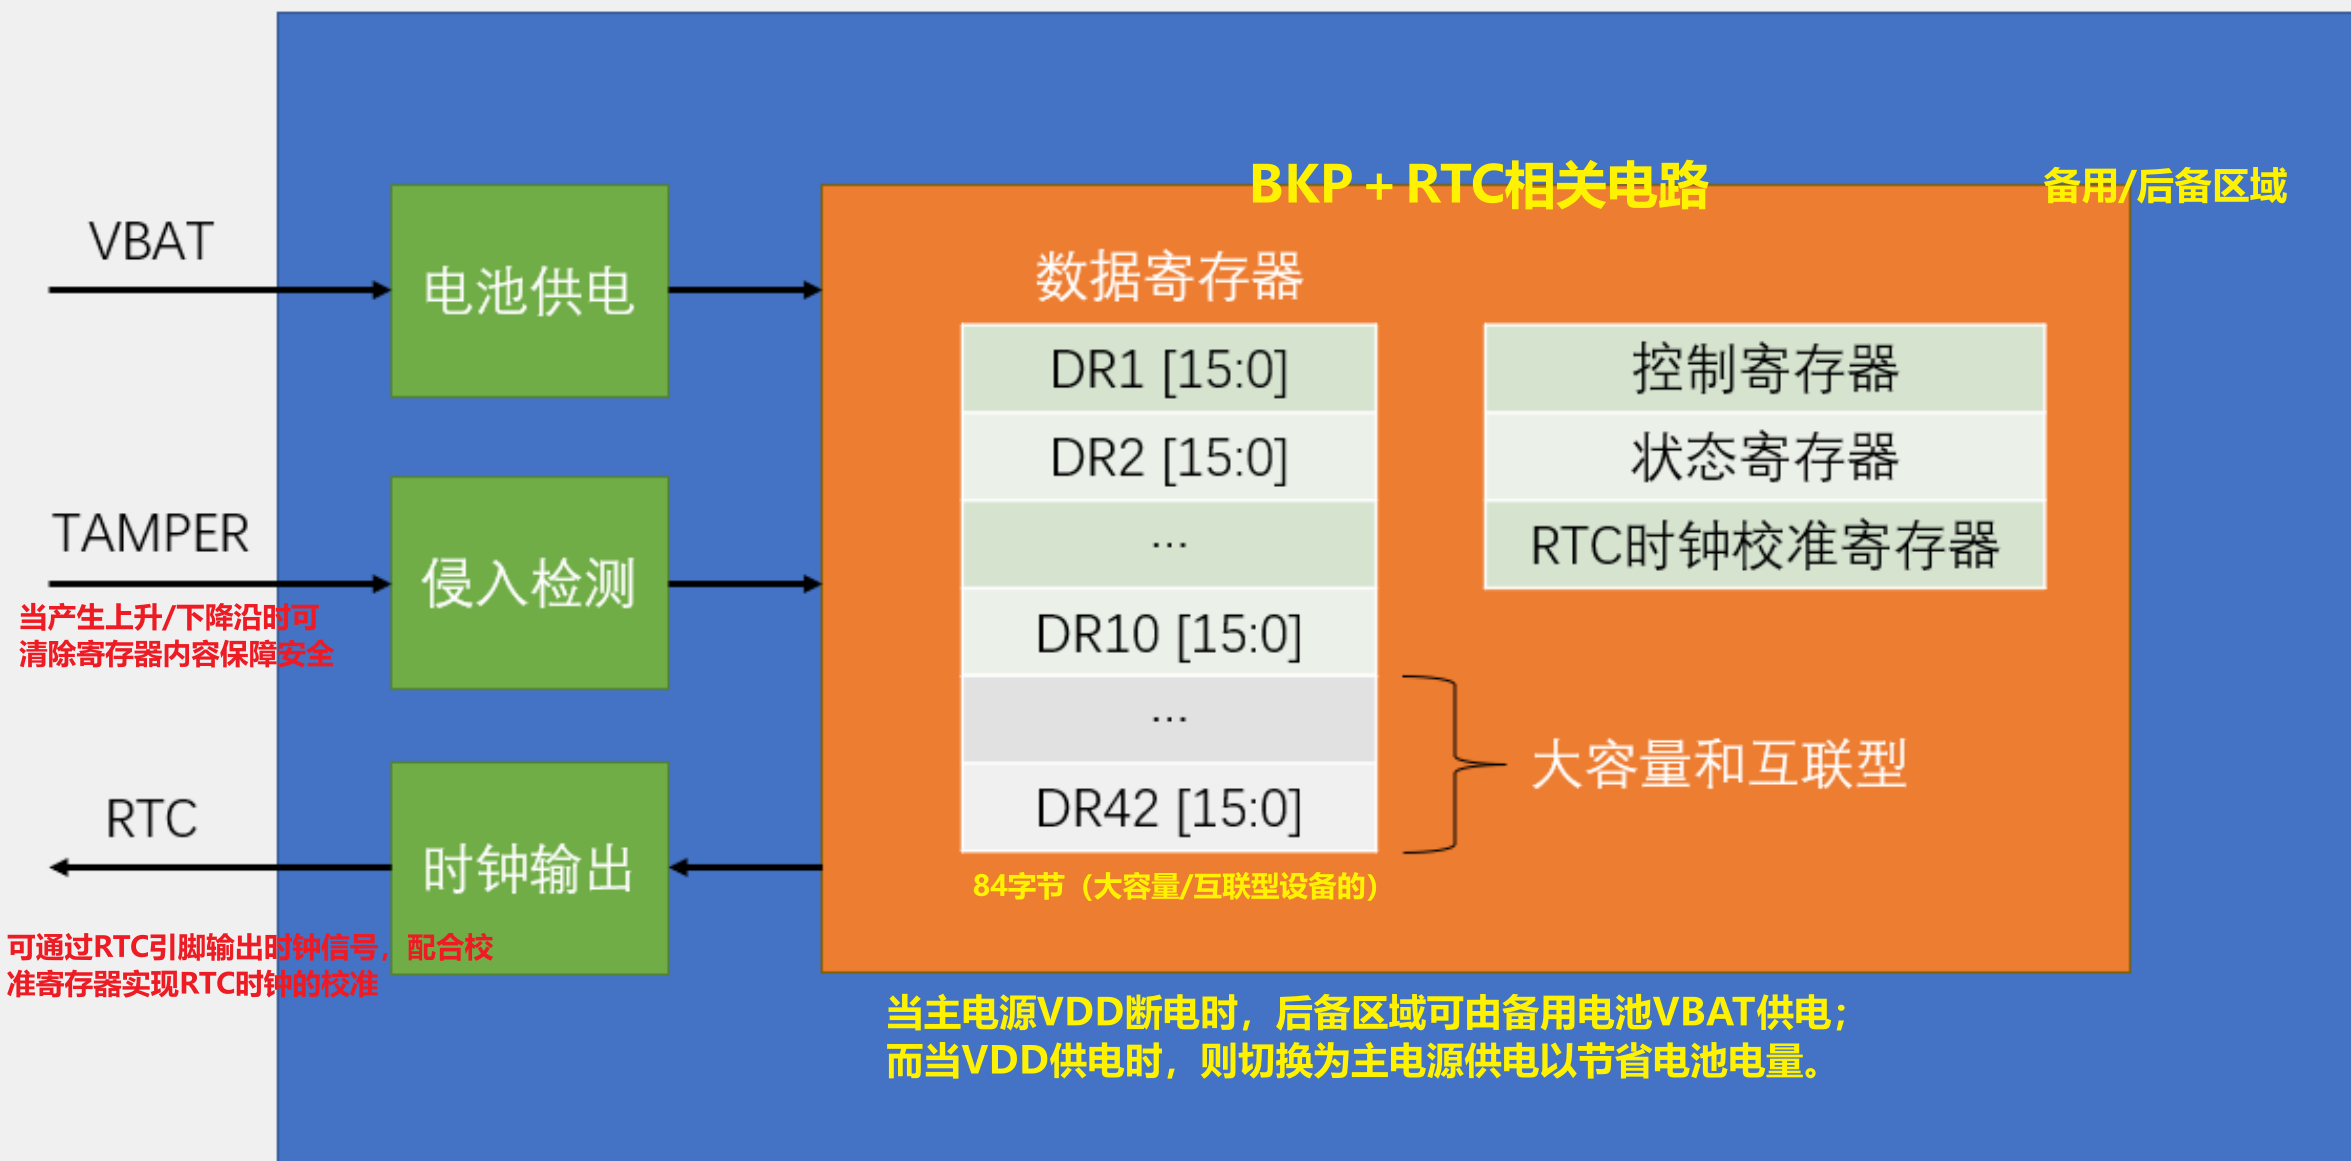 BKP + RTC相关电路
备用/后备区域
VBAT
电池供电
数据寄存器
DR1 [15:0]
DR2 [15:0]
...
DR10 [15:0]
...
DR42 [15:0]
84字节（大容量/互联型设备的）
控制寄存器
状态寄存器
RTC时钟校准寄存器
大容量和互联型
TAMPER
侵入检测
当产生上升/下降沿时可
清除寄存器内容保障安全
RTC
时钟输出
可通过RTC引脚输出时钟信号，配合校
准寄存器实现RTC时钟的校准
当主电源VDD断电时，后备区域可由备用电池VBAT供电；
而当VDD供电时，则切换为主电源供电以节省电池电量。